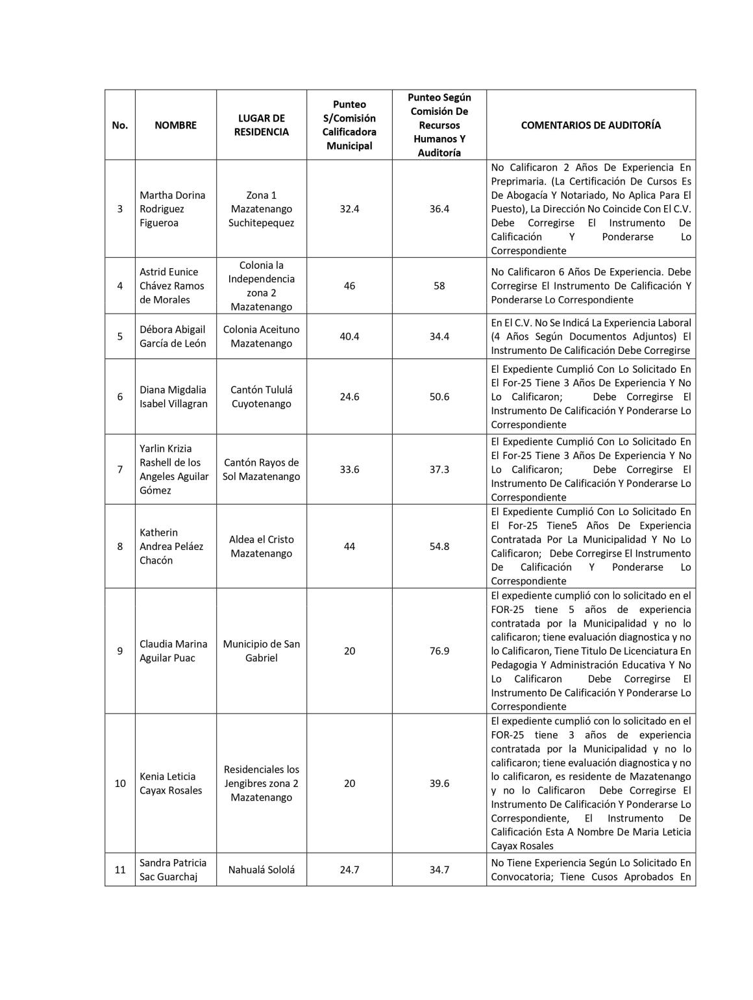 No.
NOMBRE
LUGAR DE
RESIDENCIA
Punteo
S/Comisión
Calificadora
Municipal
Punteo Según
Comisión De
Recursos
Humanos Y
Auditoría
COMENTARIOS DE AUDITORÍA
3
Martha Dorina
Rodriguez
Figueroa
Zona 1
Mazatenango
Suchitepequez
32.4
36.4
No Calificaron 2 Años De Experiencia En
Preprimaria. (La Certificación De Cursos Es
De Abogacía Y Notariado, No Aplica Para El
Puesto), La Dirección No Coincide Con El C.V.
Debe Corregirse El Instrumento De
Calificación Y Ponderarse Lo
Correspondiente
4
Astrid Eunice
Chávez Ramos
de Morales
Colonia la
Independencia
zona 2
Mazatenango
46
58
No Calificaron 6 Años De Experiencia. Debe
Corregirse El Instrumento De Calificación Y
Ponderarse Lo Correspondiente
5
Débora Abigail
García de León
Colonia Aceituno
Mazatenango
40.4
34.4
En El C.V. No Se Indicá La Experiencia Laboral
(4 Años Según Documentos Adjuntos) El
Instrumento De Calificación Debe Corregirse
6
Diana Migdalia
Isabel Villagran
Cantón Tululá
Cuyotenango
24.6
50.6
El Expediente Cumplió Con Lo Solicitado En
El For-25 Tiene 3 Años De Experiencia Y No
Lo Calificaron; Debe Corregirse El
Instrumento De Calificación Y Ponderarse Lo
Correspondiente
7
Yarlin Krizia
Rashell de los
Angeles Aguilar
Gómez
Cantón Rayos de
Sol Mazatenango
33.6
37.3
El Expediente Cumplió Con Lo Solicitado En
El For-25 Tiene 3 Años De Experiencia Y No
Lo Calificaron; Debe Corregirse El
Instrumento De Calificación Y Ponderarse Lo
Correspondiente
8
Katherin
Andrea Peláez
Chacón
Aldea el Cristo
Mazatenango
44
54.8
El Expediente Cumplió Con Lo Solicitado En
El For-25 Tiene5 Años De Experiencia
Contratada Por La Municipalidad Y No Lo
Calificaron; Debe Corregirse El Instrumento
De Calificación Y Ponderarse Lo
Correspondiente
9
Claudia Marina
Aguilar Puac
Municipio de San
Gabriel
20
76.9
El expediente cumplió con lo solicitado en el
FOR-25 tiene 5 años de experiencia
contratada por la Municipalidad y no lo
calificaron; tiene evaluación diagnostica y no
lo Calificaron, Tiene Titulo De Licenciatura En
Pedagogia Y Administración Educativa Y No
Lo Calificaron Debe Corregirse El
Instrumento De Calificación Y Ponderarse Lo
Correspondiente
10
Kenia Leticia
Cayax Rosales
Residenciales los
Jengibres zona 2
Mazatenango
20
39.6
El expediente cumplió con lo solicitado en el
FOR-25 tiene 3 años de experiencia
contratada por la Municipalidad y no lo
calificaron; tiene evaluación diagnostica y no
lo calificaron, es residente de Mazatenango
y no lo Calificaron Debe Corregirse El
Instrumento De Calificación Y Ponderarse Lo
Correspondiente, El Instrumento De
Calificación Esta A Nombre De Maria Leticia
Cayax Rosales
11
Sandra Patricia
Sac Guarchaj
Nahualá Sololá
24.7
34.7
No Tiene Experiencia Según Lo Solicitado En
Convocatoria; Tiene Cusos Aprobados En